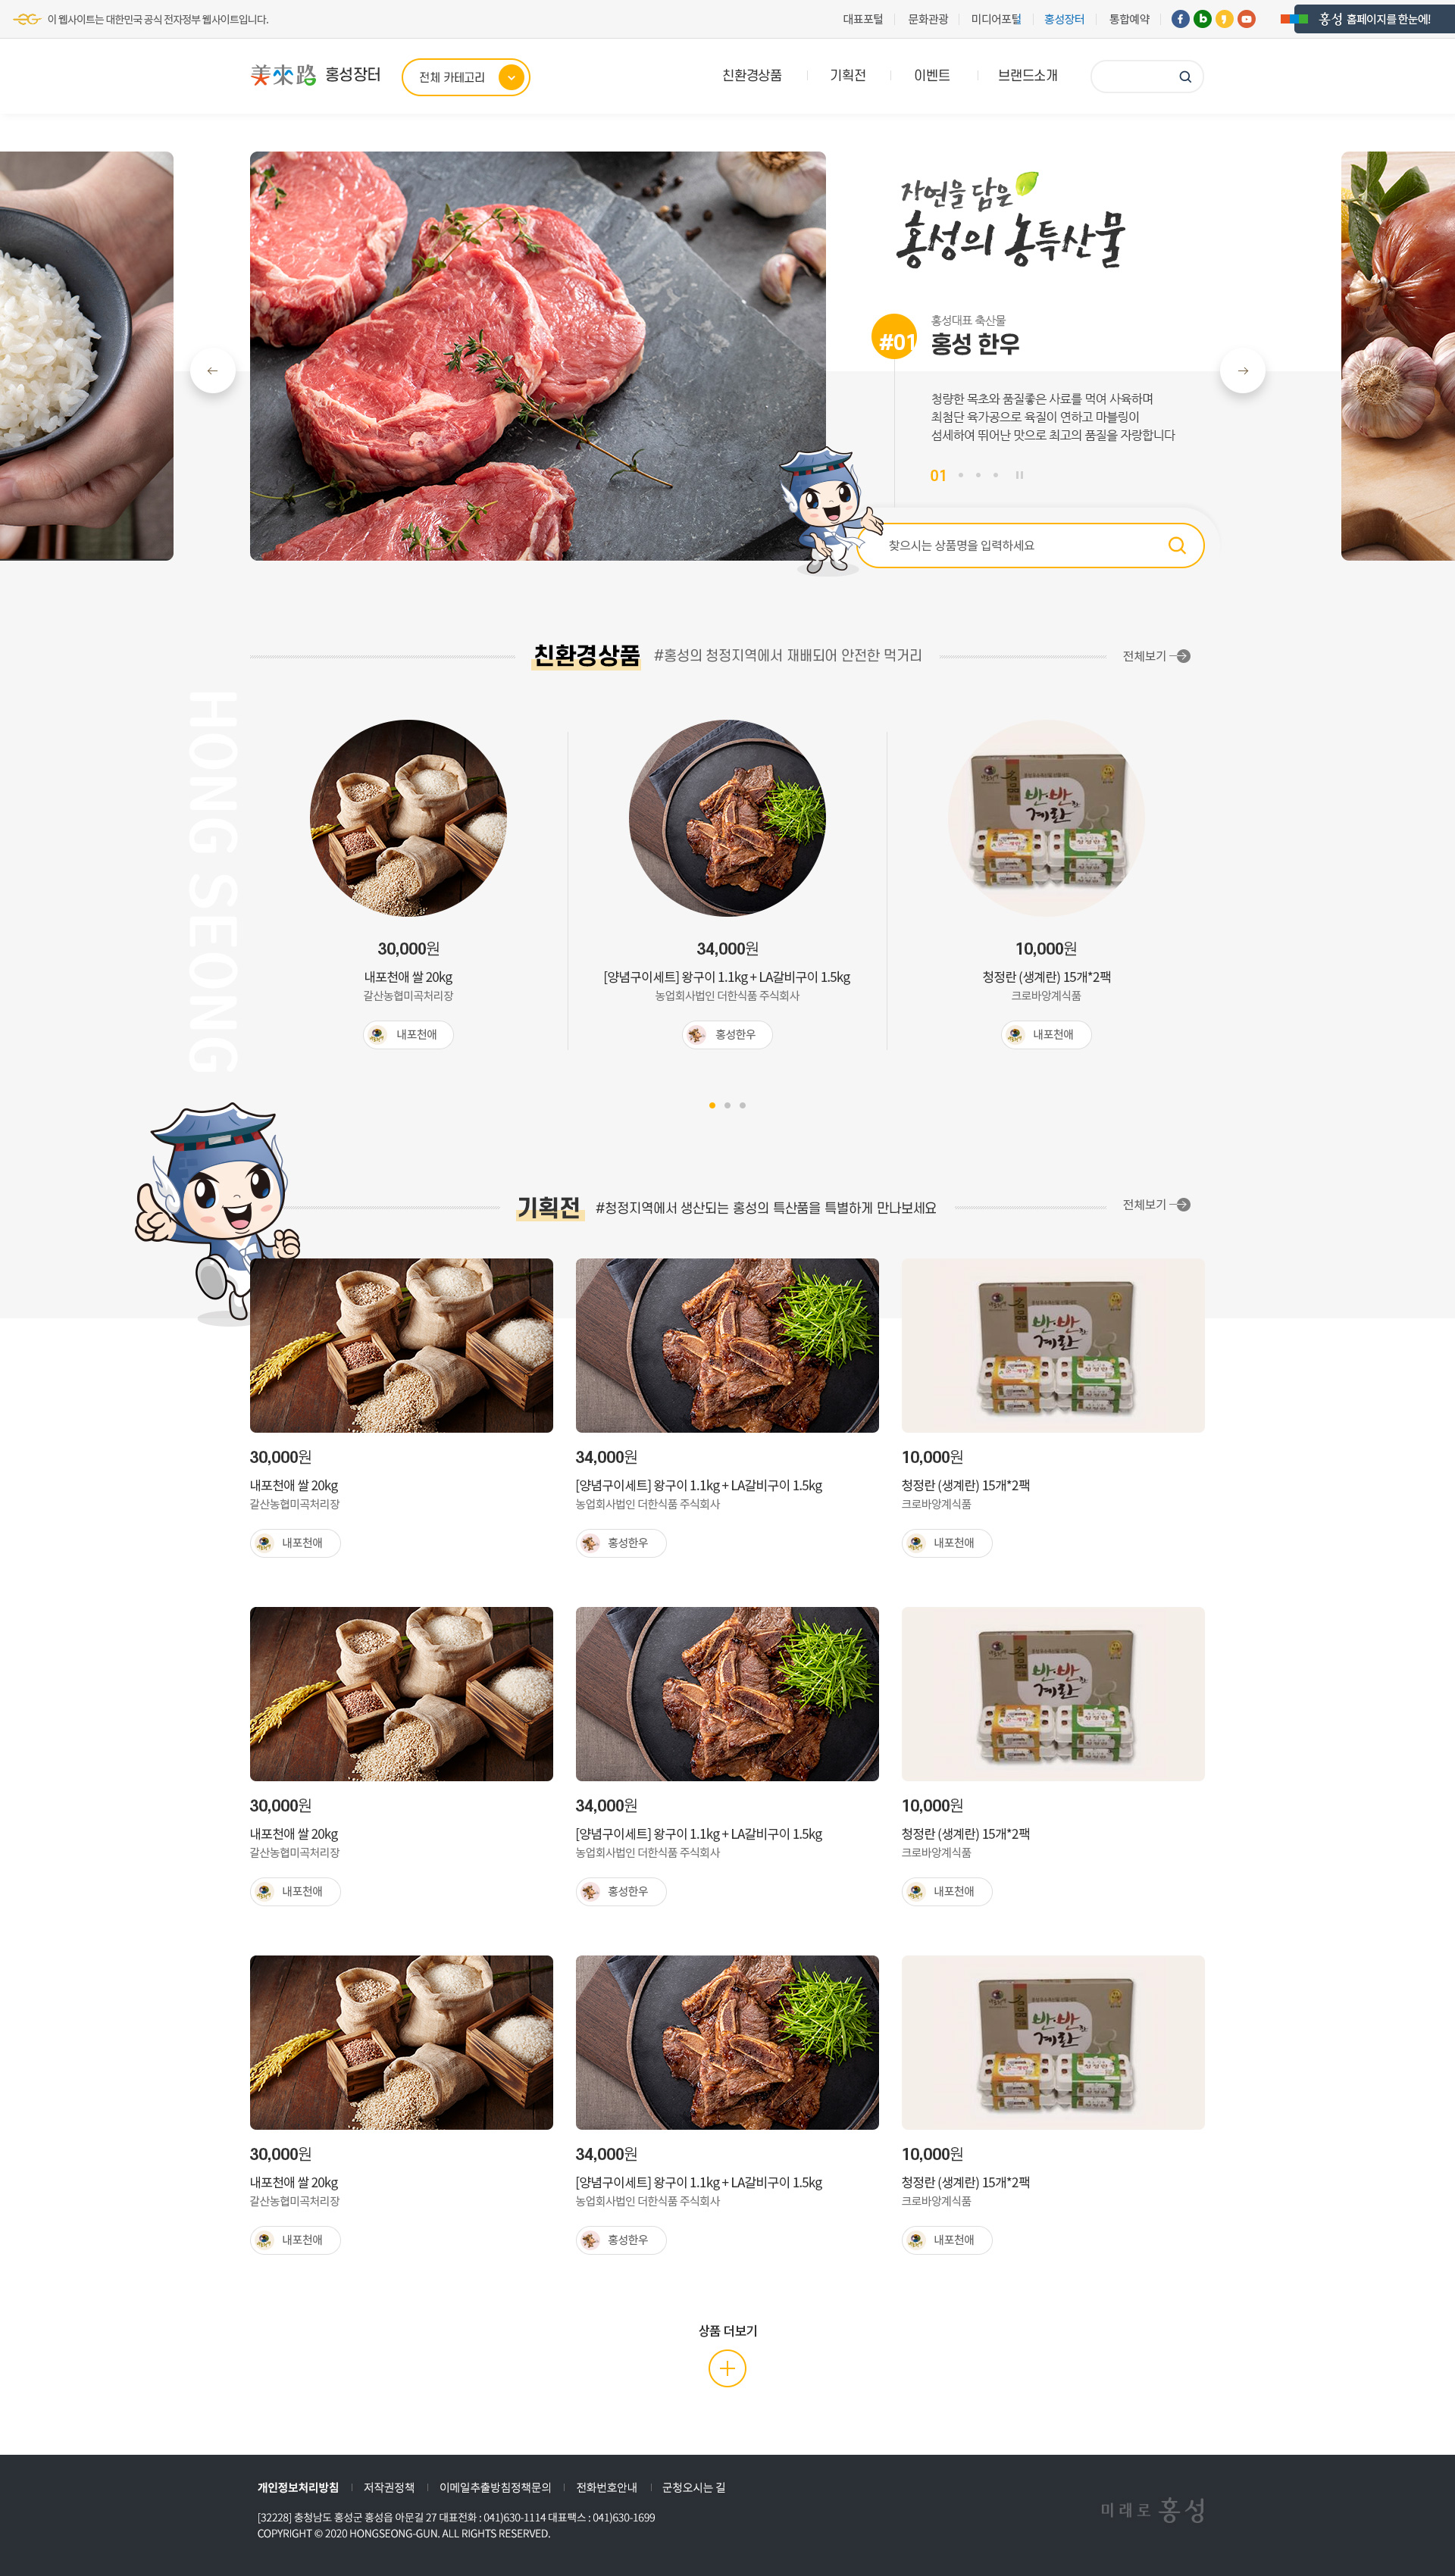 이 웹사이트는 대한민국 공식 전자정부 웹사이트입니다.
대표포털
문화관광
미디어포털
홍성장터
통합예약
홍성 홈페이지를 한눈에!
美來路 홍성장터
전체 카테고리
친환경상품
기획전
이벤트
브랜드소개
자연을 담은
홍성의 농특산물
#01
홍성대표 축산물
홍성 한우
청량한 목초와 품질좋은 사료를 먹여 사육하며
최첨단 육가공으로 육질이 연하고 마블링이
섬세하여 뛰어난 맛으로 최고의 품질을 자랑합니다
01
찾으시는 상품명을 입력하세요
친환경상품 #홍성의 청정지역에서 재배되어 안전한 먹거리
전체보기
HONG SEONG
반·반
계란
30,000원
내포천애 쌀 20kg
갈산농협미곡처리장
내포천애
34,000원
[양념구이세트] 왕구이 1.1kg + LA갈비구이 1.5kg
농업회사법인 더한식품 주식회사
홍성한우
10,000원
청정란 (생계란) 15개*2팩
크로바양계식품
내포천애
기획전 #청정지역에서 생산되는 홍성의 특산품을 특별하게 만나보세요
전체보기
반·반
계란
30,000원
내포천애 쌀 20kg
갈산농협미곡처리장
내포천애
34,000원
[양념구이세트] 왕구이 1.1kg + LA갈비구이 1.5kg
농업회사법인 더한식품 주식회사
홍성한우
10,000원
청정란 (생계란) 15개*2팩
크로바양계식품
내포천애
반·반
계란
30,000원
내포천애 쌀 20kg
갈산농협미곡처리장
내포천애
34,000원
[양념구이세트] 왕구이 1.1kg + LA갈비구이 1.5kg
농업회사법인 더한식품 주식회사
홍성한우
10,000원
청정란 (생계란) 15개*2팩
크로바양계식품
내포천애
반·반
계란
30,000원
내포천애 쌀 20kg
갈산농협미곡처리장
내포천애
34,000원
[양념구이세트] 왕구이 1.1kg + LA갈비구이 1.5kg
농업회사법인 더한식품 주식회사
홍성한우
10,000원
청정란 (생계란) 15개*2팩
크로바양계식품
내포천애
상품 더보기
개인정보처리방침
저작권정책
이메일추출방침정책문의
전화번호안내
군청오시는 길
[32228] 충청남도 홍성군 홍성읍 아문길 27 대표전화 : 041)630-1114 대표팩스 : 041)630-1699
COPYRIGHT © 2020 HONGSEONG-GUN. ALL RIGHTS RESERVED.
미래로 홍성